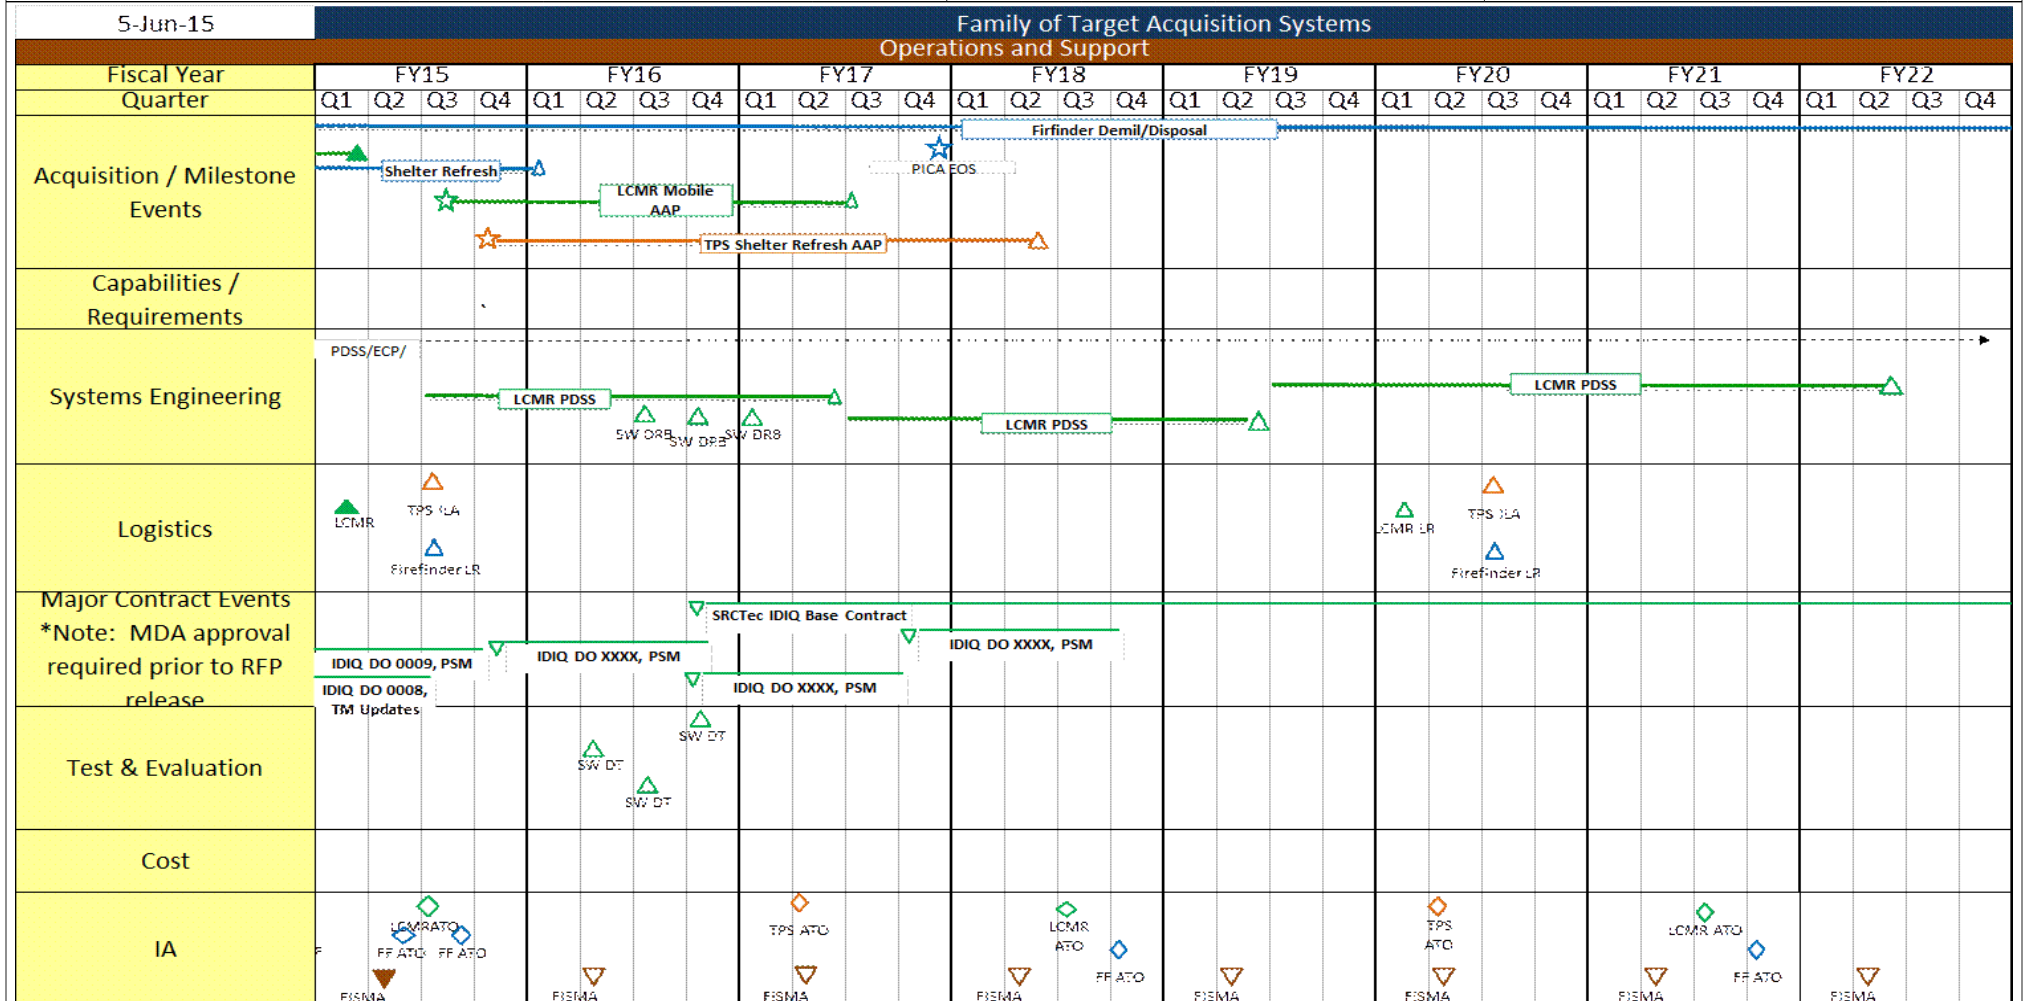 5-Jun-15
Family of Target Acquisition Systems
Operations and Support
Fiscal Year FY15 FY16 FY17 FY18 FY19 FY20 FY21 FY22
Quarter Q1 Q2 Q3 Q4 Q1 Q2 Q3 Q4 Q1 Q2 Q3 Q4 Q1 Q2 Q3 Q4 Q1 Q2 Q3 Q4 Q1 Q2 Q3 Q4 Q1 Q2 Q3 Q4 Q1 Q2 Q3 Q4
Acquisition / Milestone
Events
Firfinder Demil/Disposal
PICA EOS
Shelter Refresh
LCMR Mobile
AAP
TPS Shelter Refresh AAP
Capabilities /
Requirements
Systems Engineering
PDSS/ECP/
LCMR PDSS
SW DRB
SW DRB
SW DRB
LCMR PDSS
LCMR PDSS
Logistics
LCMR
TPS
Firefinder LR
LCMR LR
TPS
Firefinder LR
Major Contract Events
*Note: MDA approval
required prior to RFP
release
SRCTec IDIQ Base Contract
IDIQ DO XXXX, PSM
IDIQ DO XXXX, PSM
IDIQ DO 0009, PSM
IDIQ DO XXXX, PSM
IDIQ DO 0008,
TM Updates
Test & Evaluation
SW DT
SW DT
SW DT
Cost
IA
LCMR ATO
FF ATO
FF ATO
TPS ATO
LCMR
ATO
FF ATO
TPS
ATO
LCMR ATO
FF ATO
FISMA
FISMA
FISMA
FISMA
FISMA
FISMA
FISMA
FISMA